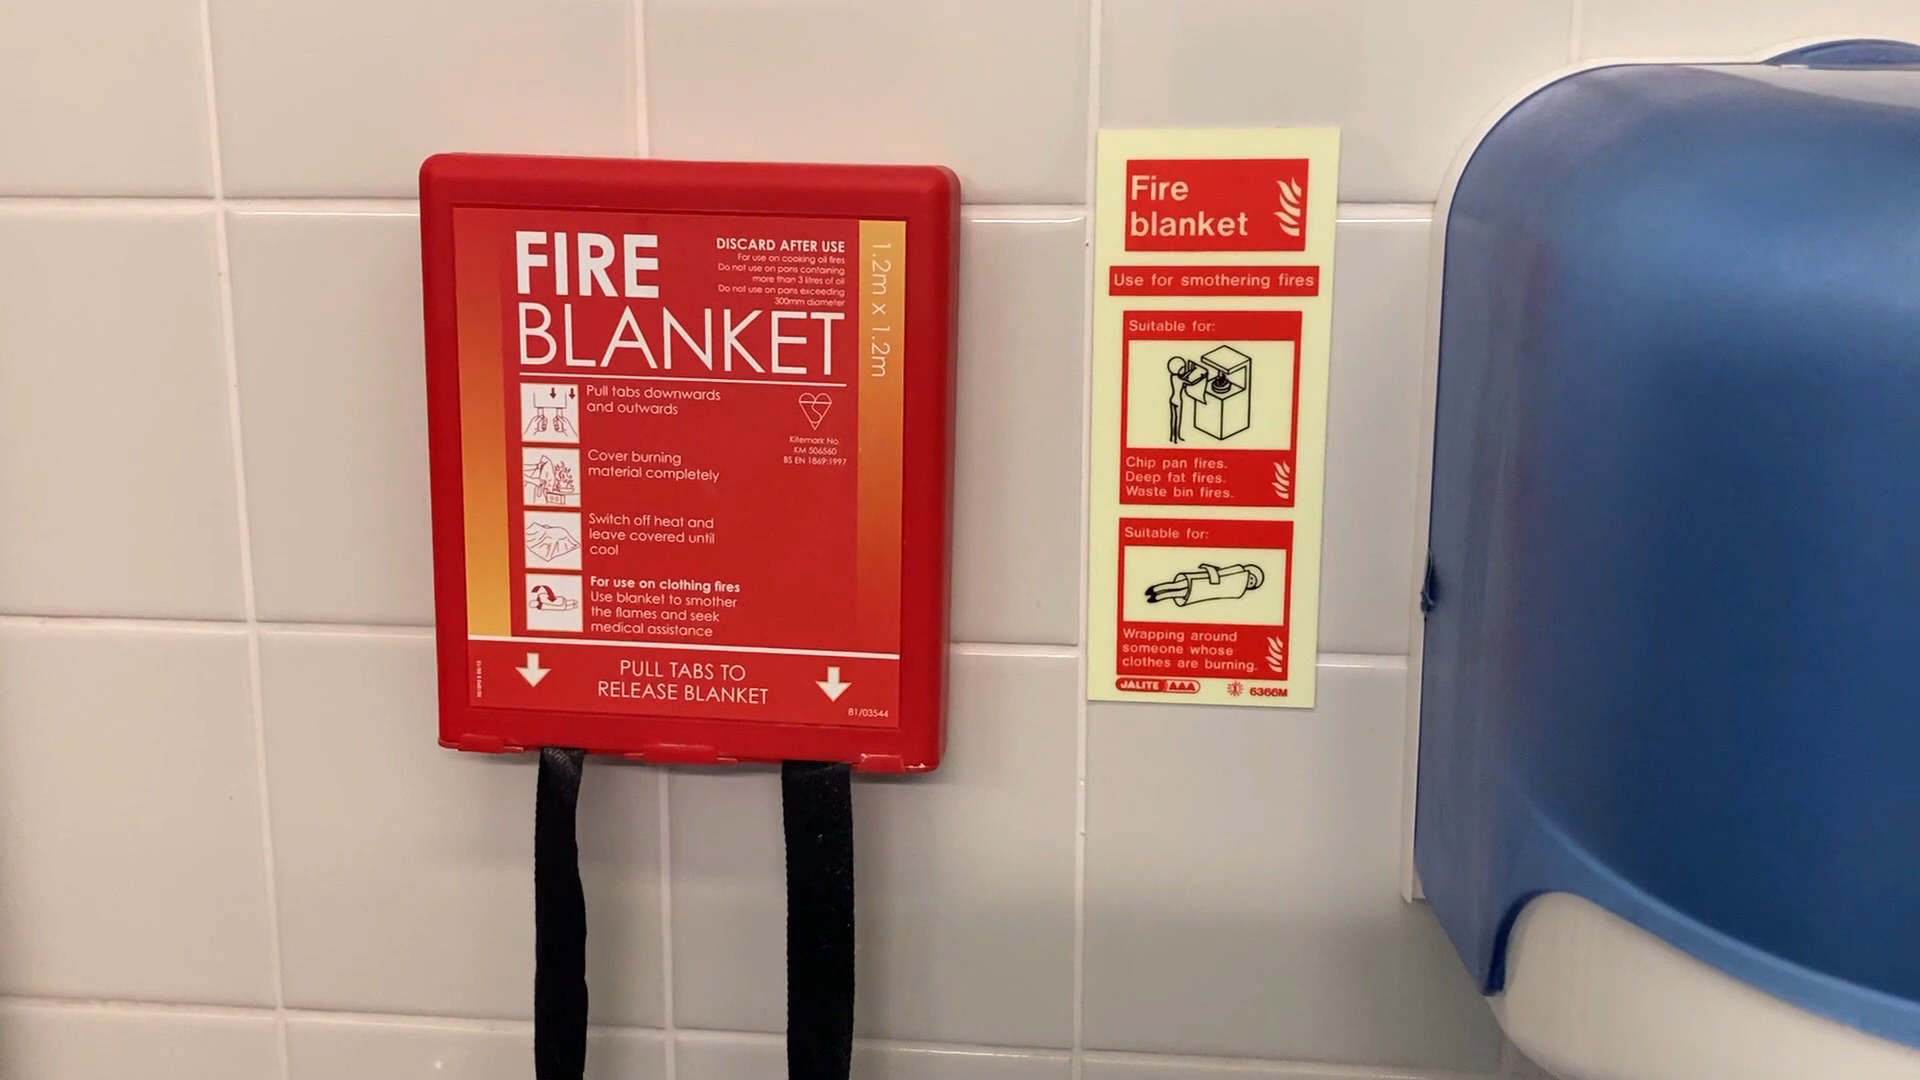 FIRE
BLANKET
DISCARD AFTER USE
For use on cooking oil fires
Do not use on pans containing
more than 3 litres of oil
Do not use on pans exceeding
300mm diameter
1.2m x 1.2m
Pull tabs downwards
and outwards
Kitemark No.
KM 506560
BS EN 1869:1997
Cover burning
material completely
Switch off heat and
leave covered until
cool
For use on clothing fires
Use blanket to smother
the flames and seek
medical assistance
PULL TABS TO
RELEASE BLANKET
81/03544
Fire
blanket
Use for smothering fires
Suitable for:
Chip pan fires.
Deep fat fires.
Waste bin fires.
Suitable for:
Wrapping around
someone whose
clothes are burning.
JALITE AAA
6366M